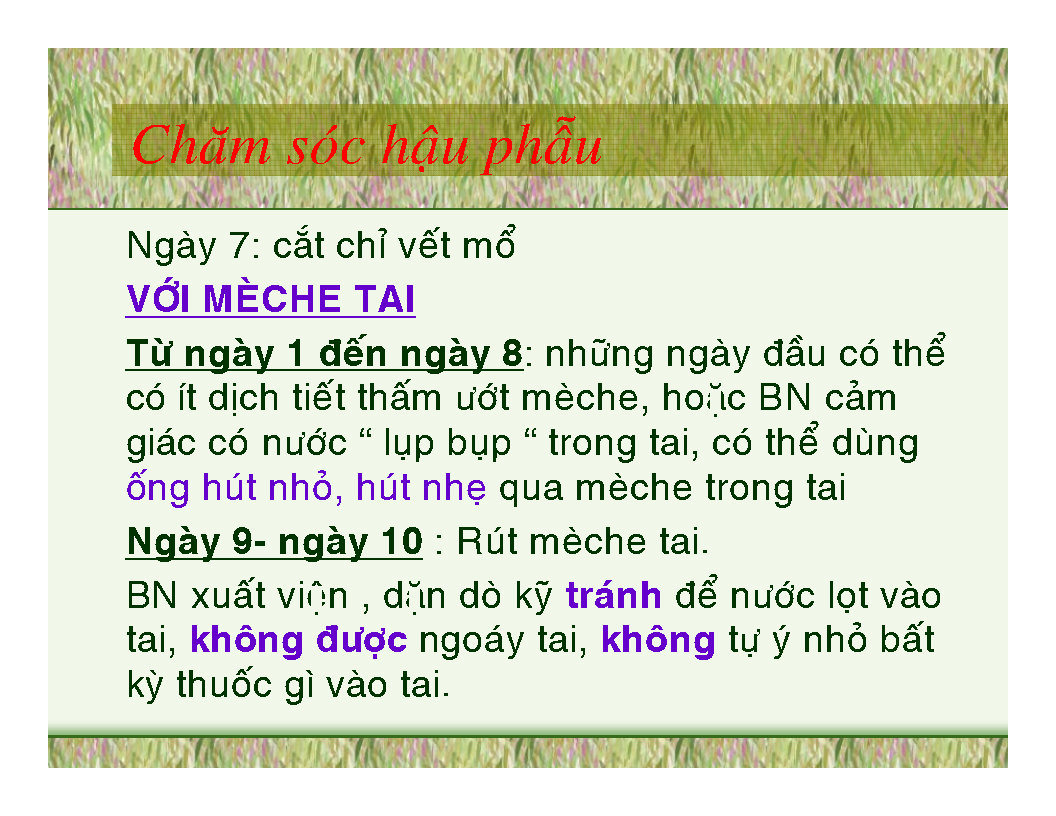 Chăm sóc hậu phẫu
Ngày 7: cắt chỉ vết mổ
VỚI MÈCHE TAI
Từ ngày 1 đến ngày 8: những ngày đầu có thể
có ít dịch tiết thấm ướt mèche, hoặc BN cảm
giác có nước “ lụp bụp “ trong tai, có thể dùng
ống hút nhỏ, hút nhẹ qua mèche trong tai
Ngày 9- ngày 10 : Rút mèche tai.
BN xuất viện , dặn dò kỹ tránh để nước lọt vào
tai, không được ngoáy tai, không tự ý nhỏ bất
kỳ thuốc gì vào tai.